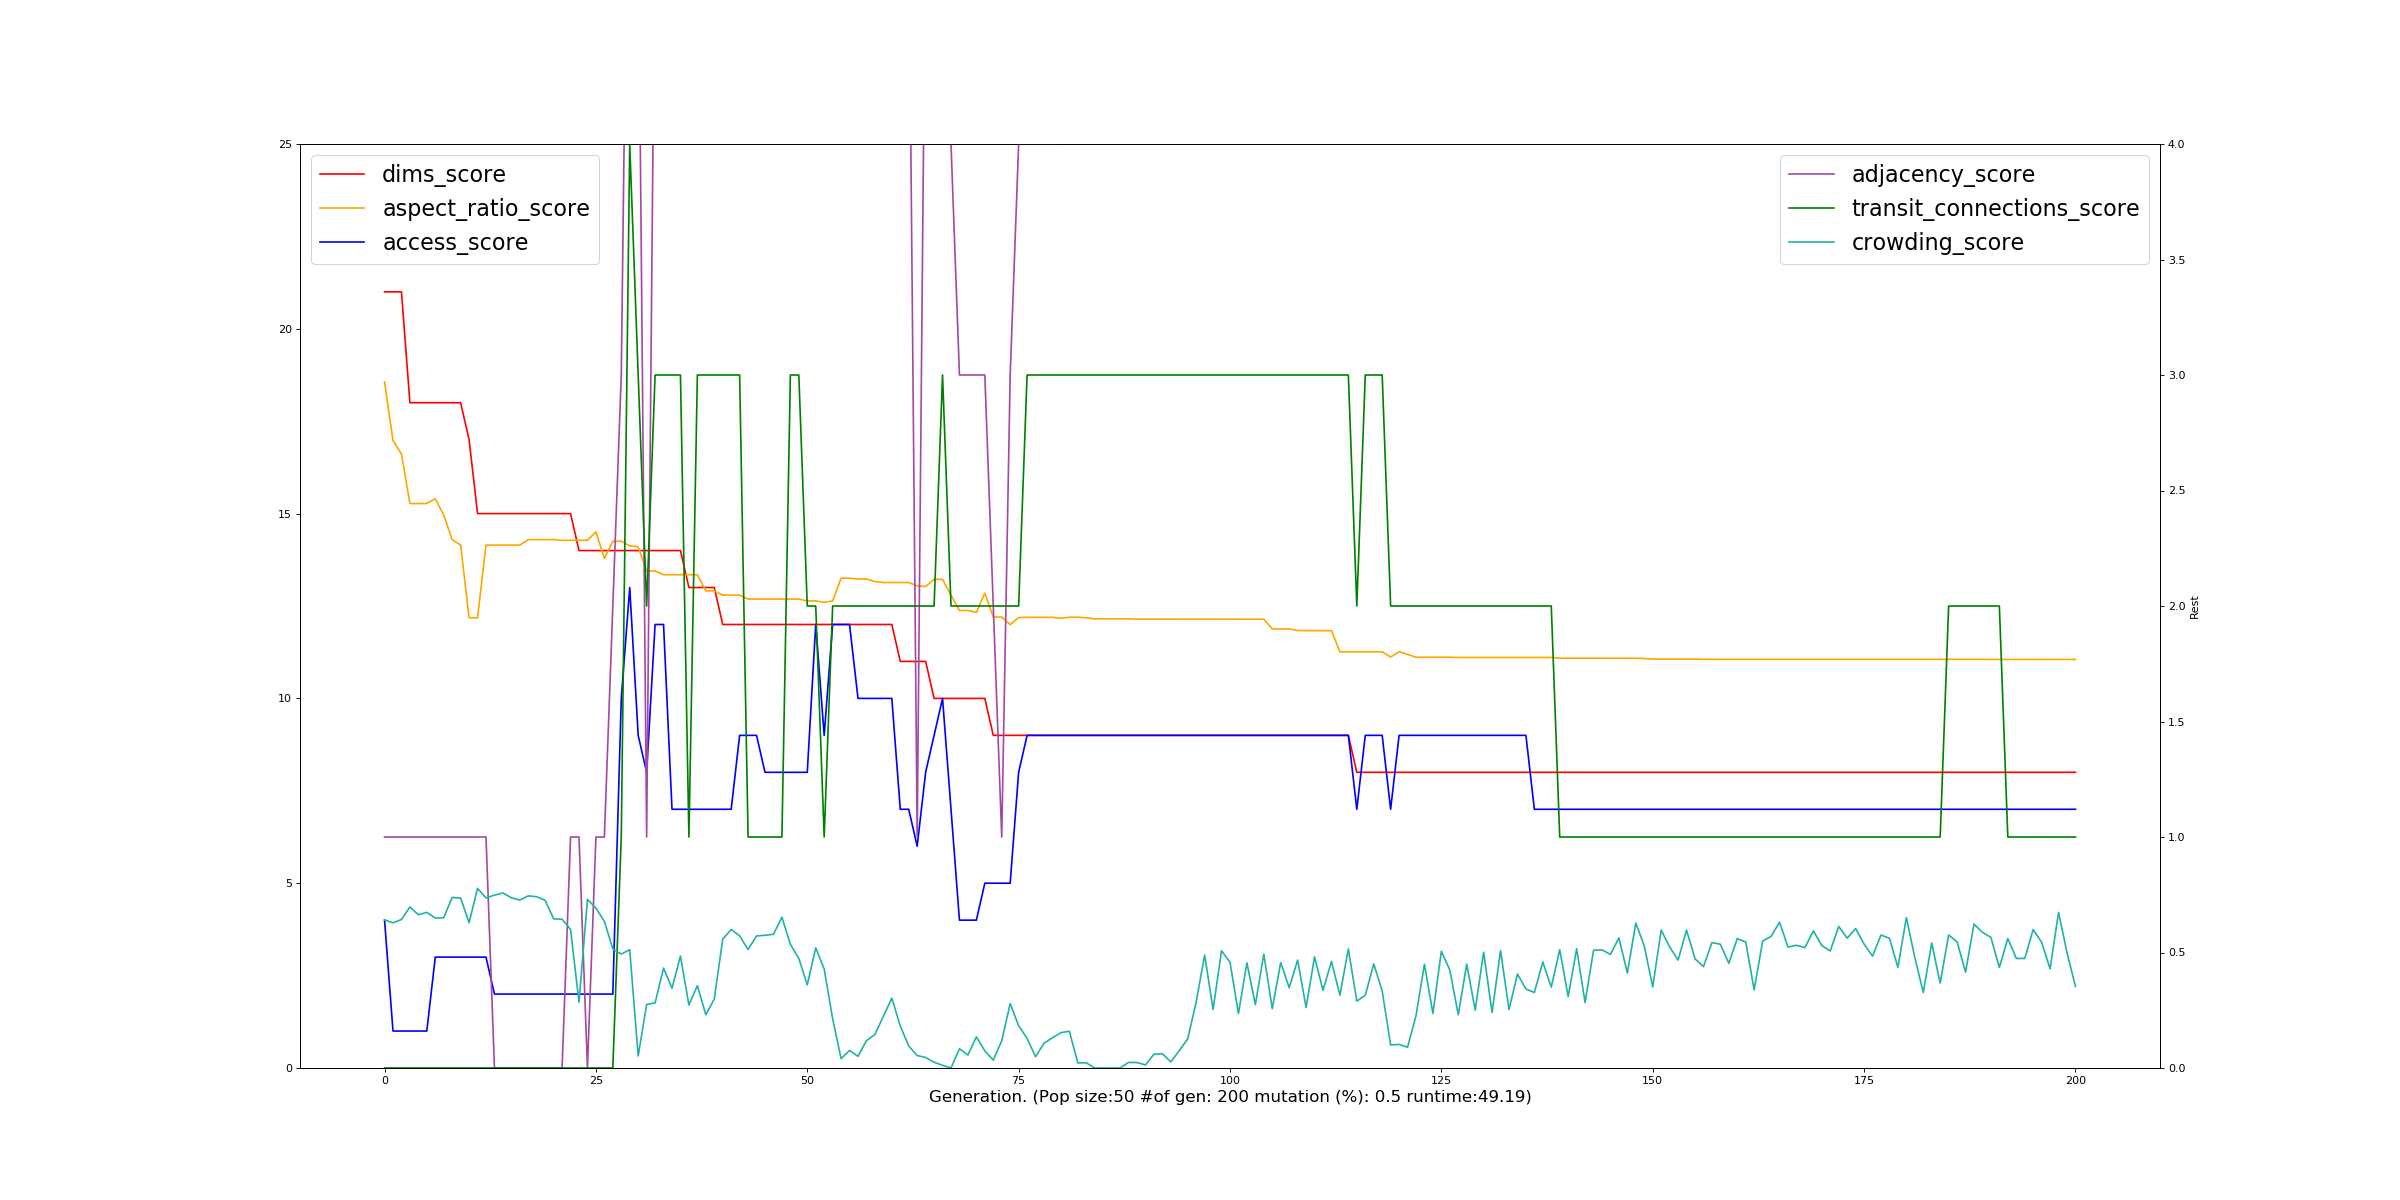 dims_score
aspect_ratio_score
access_score
adjacency_score
transit_connections_score
crowding_score
25
20
15
10
5
0
4.0
3.5
3.0
2.5
2.0
1.5
1.0
0.5
0.0
Rest
0 25 50 75 100 125 150 175 200
Generation. (Pop size:50 #of gen: 200 mutation (%): 0.5 runtime:49.19)